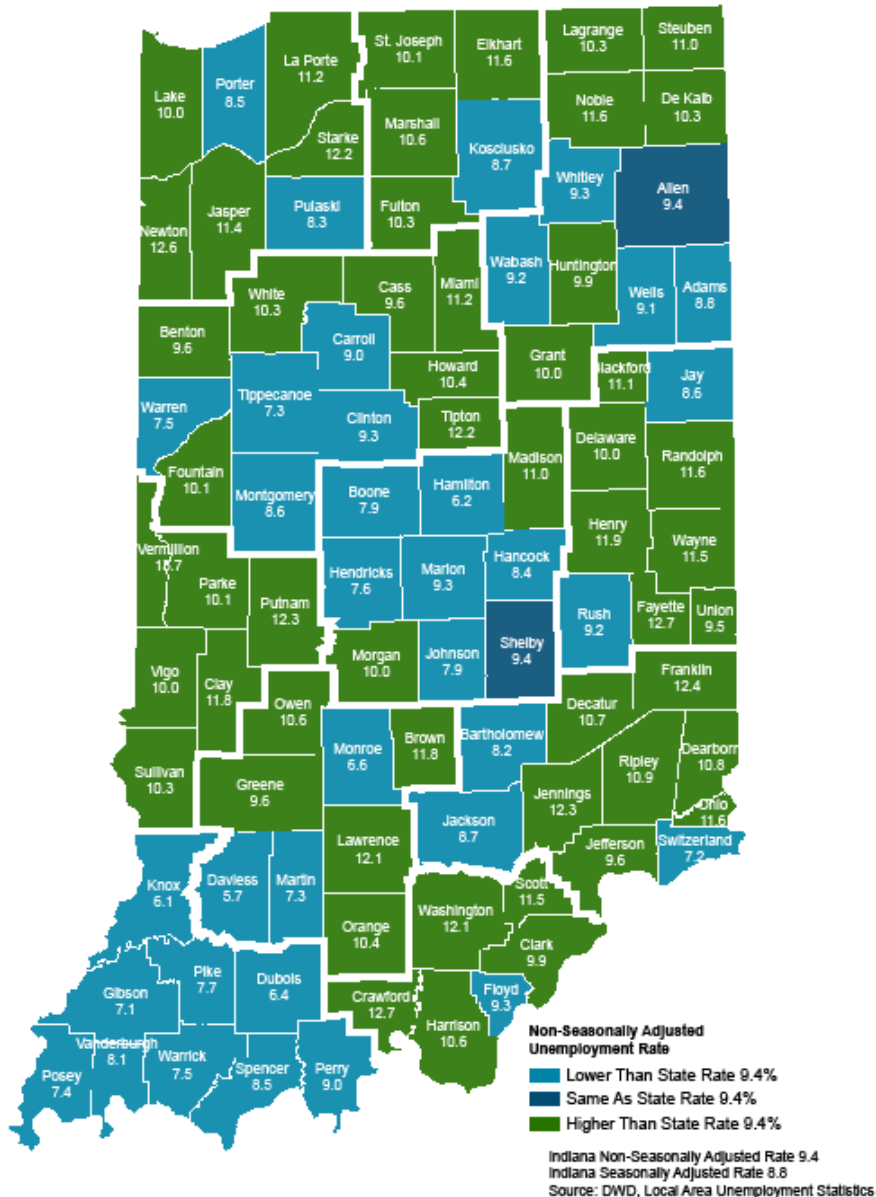 St. Joseph
10.1
Elkhart
11.6
Lagrange
10.3
Steuben
11.0
La Porte
11.2
Porter
8.5
Lake
10.0
Noble
11.6
De Kalb
10.3
Marshall
10.6
Starke
12.2
Kosciusko
8.7
Whitley
9.3
Allen
9.4
Pulaski
8.3
Fulton
10.3
Jasper
11.4
Newton
12.6
Wabash
9.2
Huntington
9.9
Wells
9.1
Adams
8.8
White
10.3
Cass
9.6
Miami
11.2
Benton
9.6
Carroll
9.0
Howard
10.4
Grant
10.0
Blackford
11.1
Jay
8.6
Warren
7.5
Tippecanoe
7.3
Clinton
9.3
Tipton
12.2
Madison
11.0
Delaware
10.0
Randolph
11.6
Fountain
10.1
Montgomery
8.6
Boone
7.9
Hamilton
6.2
Henry
11.9
Wayne
11.5
Vermillion
Parke
10.1
Putnam
12.3
Hendricks
7.6
Marion
9.3
Hancock
8.4
Rush
9.2
Fayette
12.7
Union
9.5
Vigo
10.0
Clay
11.8
Morgan
10.0
Johnson
7.9
Shelby
9.4
Franklin
12.4
Owen
10.6
Decatur
10.7
Monroe
6.6
Brown
11.8
Bartholomew
8.2
Ripley
10.9
Dearborn
10.8
Sullivan
10.3
Greene
9.6
Jennings
12.3
Ohio
11.6
Jackson
8.7
Lawrence
12.1
Jefferson
9.6
Switzerland
7.2
Knox
6.1
Daviess
5.7
Martin
7.3
Scott
11.5
Washington
12.1
Orange
10.4
Clark
9.9
Pike
7.7
Dubois
6.4
Gibson
7.1
Crawford
12.7
Floyd
9.3
Harrison
10.6
Vanderburgh
8.1
Warrick
7.5
Posey
7.4
Spencer
8.5
Perry
9.0
Non-Seasonally Adjusted
Unemployment Rate
Lower Than State Rate 9.4%
Same As State Rate 9.4%
Higher Than State Rate 9.4%
Indiana Non-Seasonally Adjusted Rate 9.4
Indiana Seasonally Adjusted Rate 8.8
Source: DWD, Local Area Unemployment Statistics